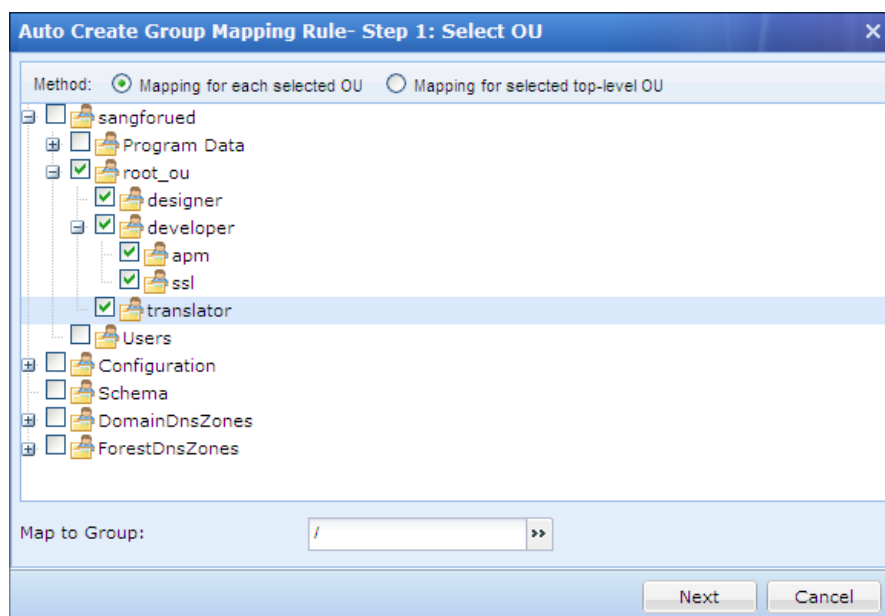 Auto Create Group Mapping Rule- Step 1: Select OU
Method: Mapping for each selected OU Mapping for selected top-level OU
sangforued
Program Data
root_ou
designer
developer
apm
ssl
translator
Users
Configuration
Schema
DomainDnsZones
ForestDnsZones
Map to Group: / >>
Next Cancel